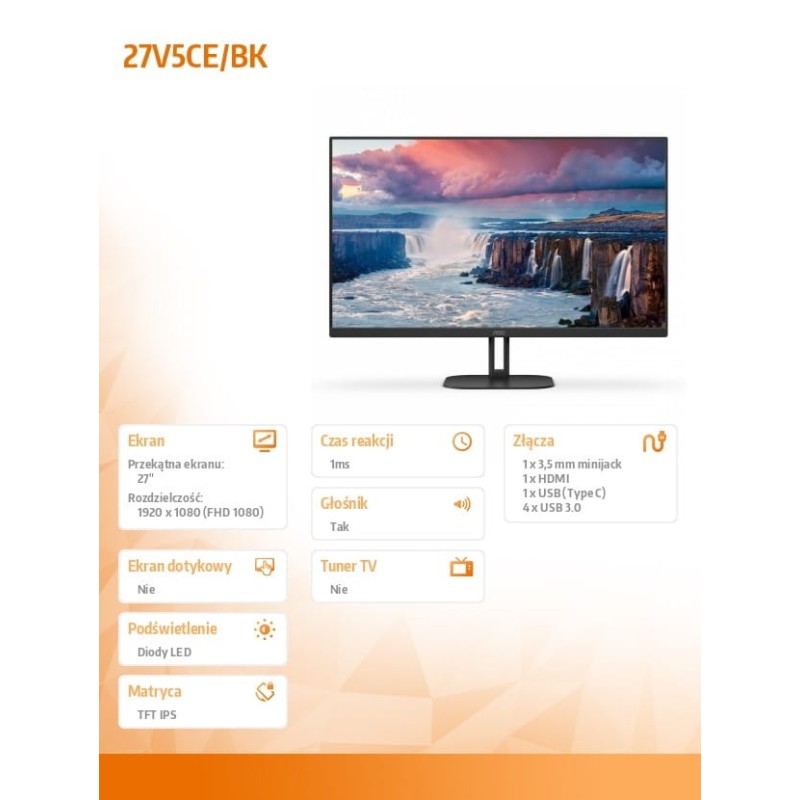 27V5CE/BK
AOC
Ekran
Przekątna ekranu:
27"
Rozdzielczość:
1920 x 1080 (FHD 1080)
Czas reakcji
1ms
Głośnik
Tak
Złącza
1 x 3,5 mm minijack
1 x HDMI
1 x USB (Type C)
4 x USB 3.0
Ekran dotykowy
Nie
Tuner TV
Nie
Podświetlenie
Diody LED
Matryca
TFT IPS